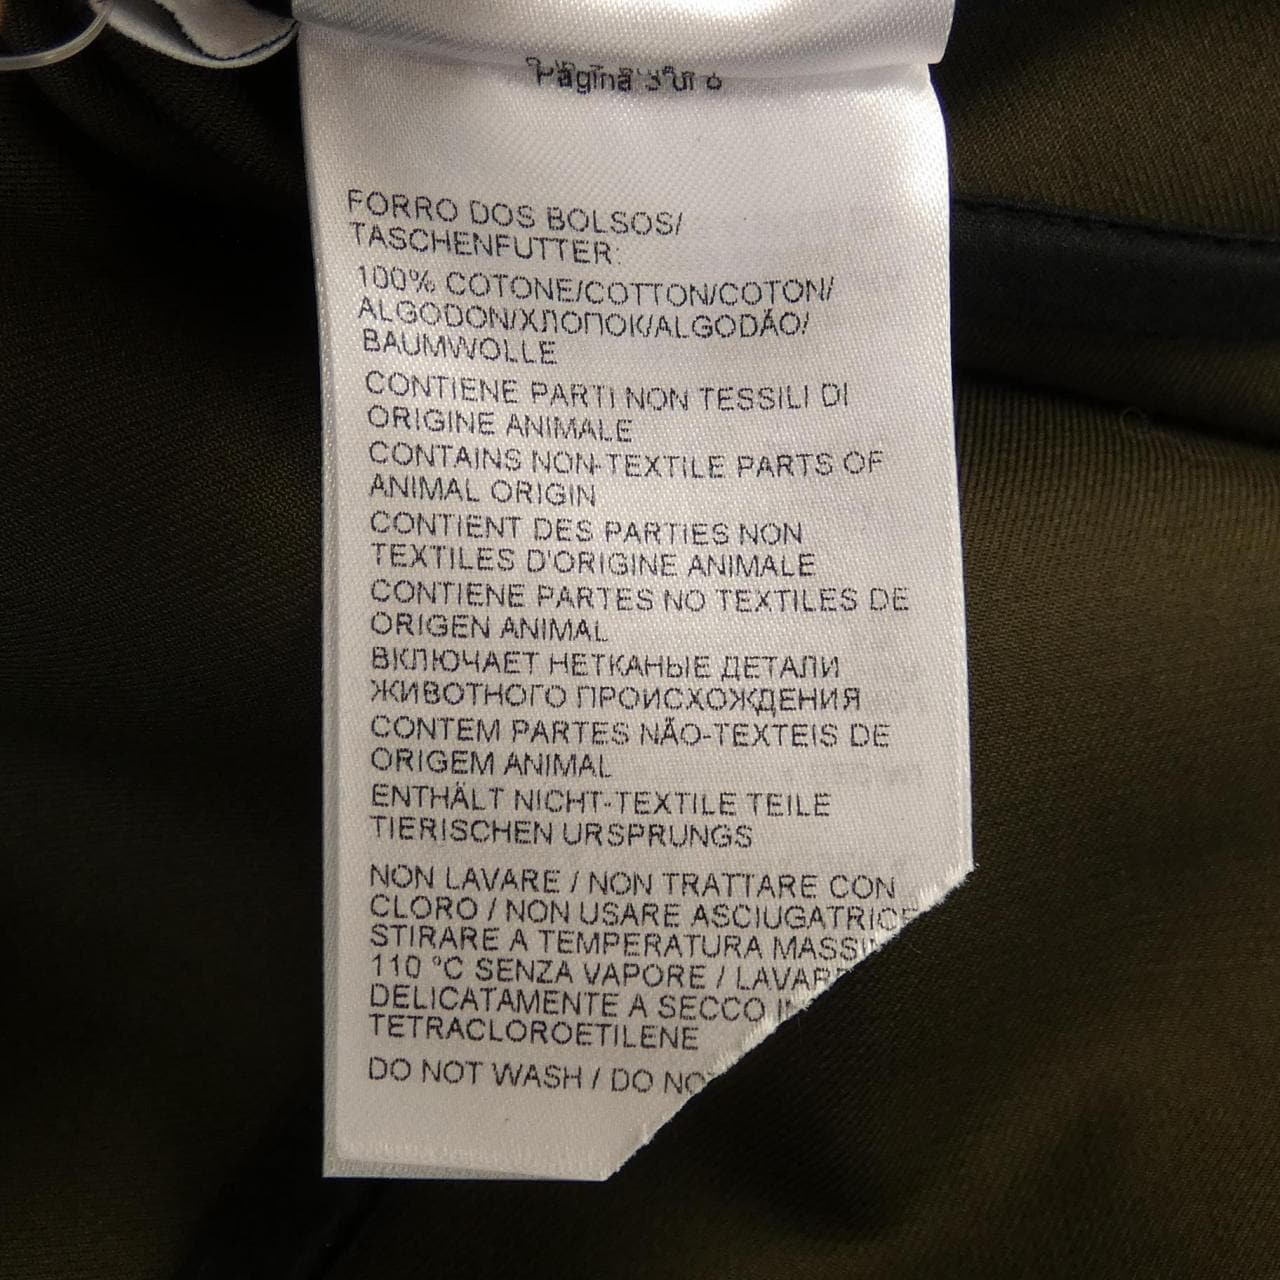 FORRO DOS BOLSOS/
TASCHENFUTTER:
100% COTONE/COTTON/COTON/
ALGODON/ХЛОПОК/ALGODÃO/
BAUMWOLLE
CONTIENE PARTI NON TESSILI DI
ORIGINE ANIMALE
CONTAINS NON-TEXTILE PARTS OF
ANIMAL ORIGIN
CONTIENT DES PARTIES NON
TEXTILES D'ORIGINE ANIMALE
CONTIENE PARTES NO TEXTILES DE
ORIGEN ANIMAL
ВКЛЮЧАЕТ НЕТКАНЫЕ ДЕТАЛИ
ЖИВОТНОГО ПРОИСХОЖДЕНИЯ
CONTEM PARTES NÃO-TEXTEIS DE
ORIGEM ANIMAL
ENTHÄLT NICHT-TEXTILE TEILE
TIERISCHEN URSPRUNGS
NON LAVARE / NON TRATTARE CON
CLORO / NON USARE ASCIUGATRICE
STIRARE A TEMPERATURA
110 °C SENZA VAPORE /
DELICATAMENTE A SECCO
TETRACLOROETILENE
DO NOT WASH / DO